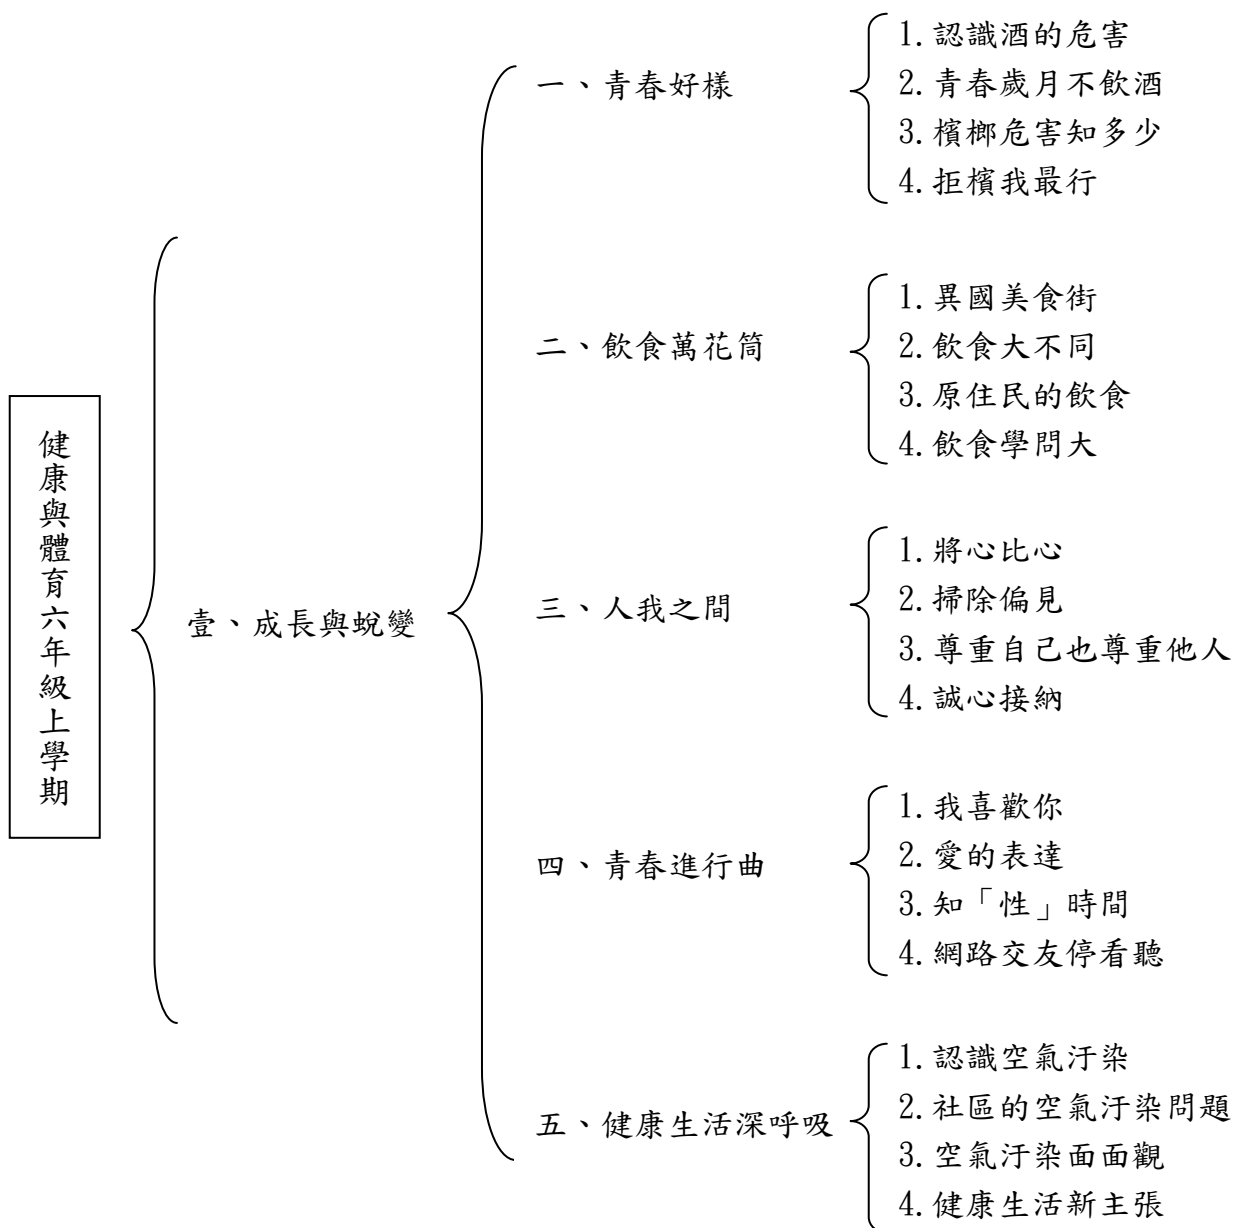 健康與體育六年級上學期
壹、成長與蛻變
一、青春好樣
1.認識酒的危害
2.青春歲月不飲酒
3.檳榔危害知多少
4.拒檳我最行
二、飲食萬花筒
1.異國美食街
2.飲食大不同
3.原住民的飲食
4.飲食學問大
三、人我之間
1.將心比心
2.掃除偏見
3.尊重自己也尊重他人
4.誠心接納
四、青春進行曲
1.我喜歡你
2.愛的表達
3.知「性」時間
4.網路交友停看聽
五、健康生活深呼吸
1.認識空氣汙染
2.社區的空氣汙染問題
3.空氣汙染面面觀
4.健康生活新主張